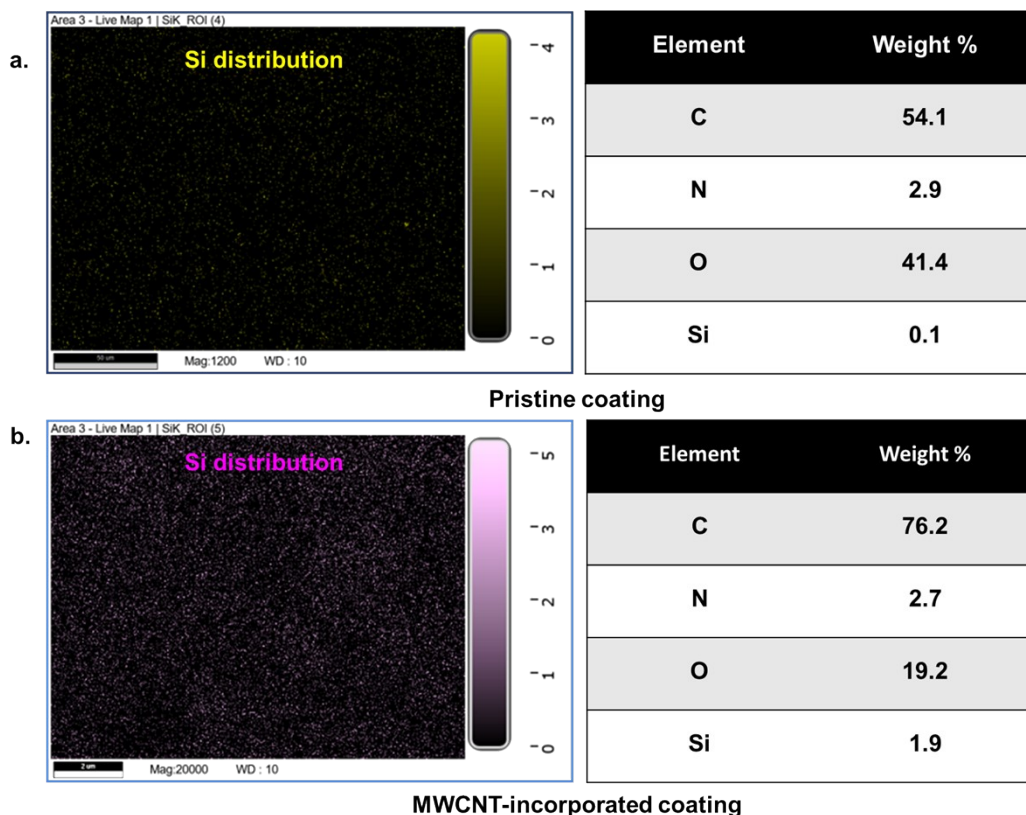 Area 3 - Live Map 1 | SiK_ROI (4)
a.
Si distribution
4
3
2
1
0
50 um
Mag:1200 WD : 10
Element Weight %
C 54.1
N 2.9
O 41.4
Si 0.1
Pristine coating
b.
Area 3 - Live Map 1 | SiK_ROI (5)
Si distribution
5
3
2
1
0
2 um
Mag:20000 WD : 10
Element Weight %
C 76.2
N 2.7
O 19.2
Si 1.9
MWCNT-incorporated coating